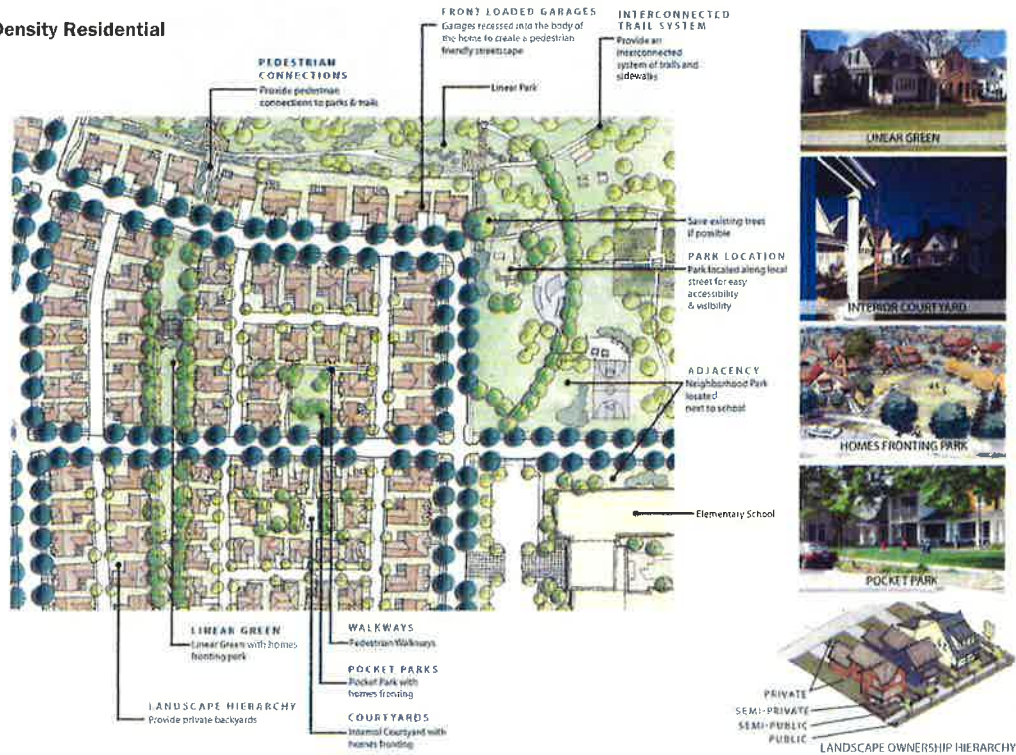 Density Residential
FRONT LOADED GARAGES
Garages recessed into the body of
the home to create a pedestrian
friendly streetscape
INTERCONNECTED
TRAIL SYSTEM
Provide an
interconnected
system of trails and
sidewalks
PEDESTRIAN
CONNECTIONS
Provide pedestrian
connections to parks & trails
Linear Park
Save existing trees
if possible
PARK LOCATION
Park located along local
street for easy
accessibility
& visibility
ADJACENCY
Neighborhood Park
located
next to school
Elementary School
LINEAR GREEN
Linear Green with homes
fronting park
WALKWAYS
Pedestrian Walkways
POCKET PARKS
Pocket Park with
homes fronting
LANDSCAPE HIERARCHY
Provide private backyards
COURTYARDS
Internal Courtyard with
homes fronting
LINEAR GREEN
INTERIOR COURTYARD
HOMES FRONTING PARK
POCKET PARK
PRIVATE
SEMI-PRIVATE
SEMI-PUBLIC
PUBLIC
LANDSCAPE OWNERSHIP HIERARCHY